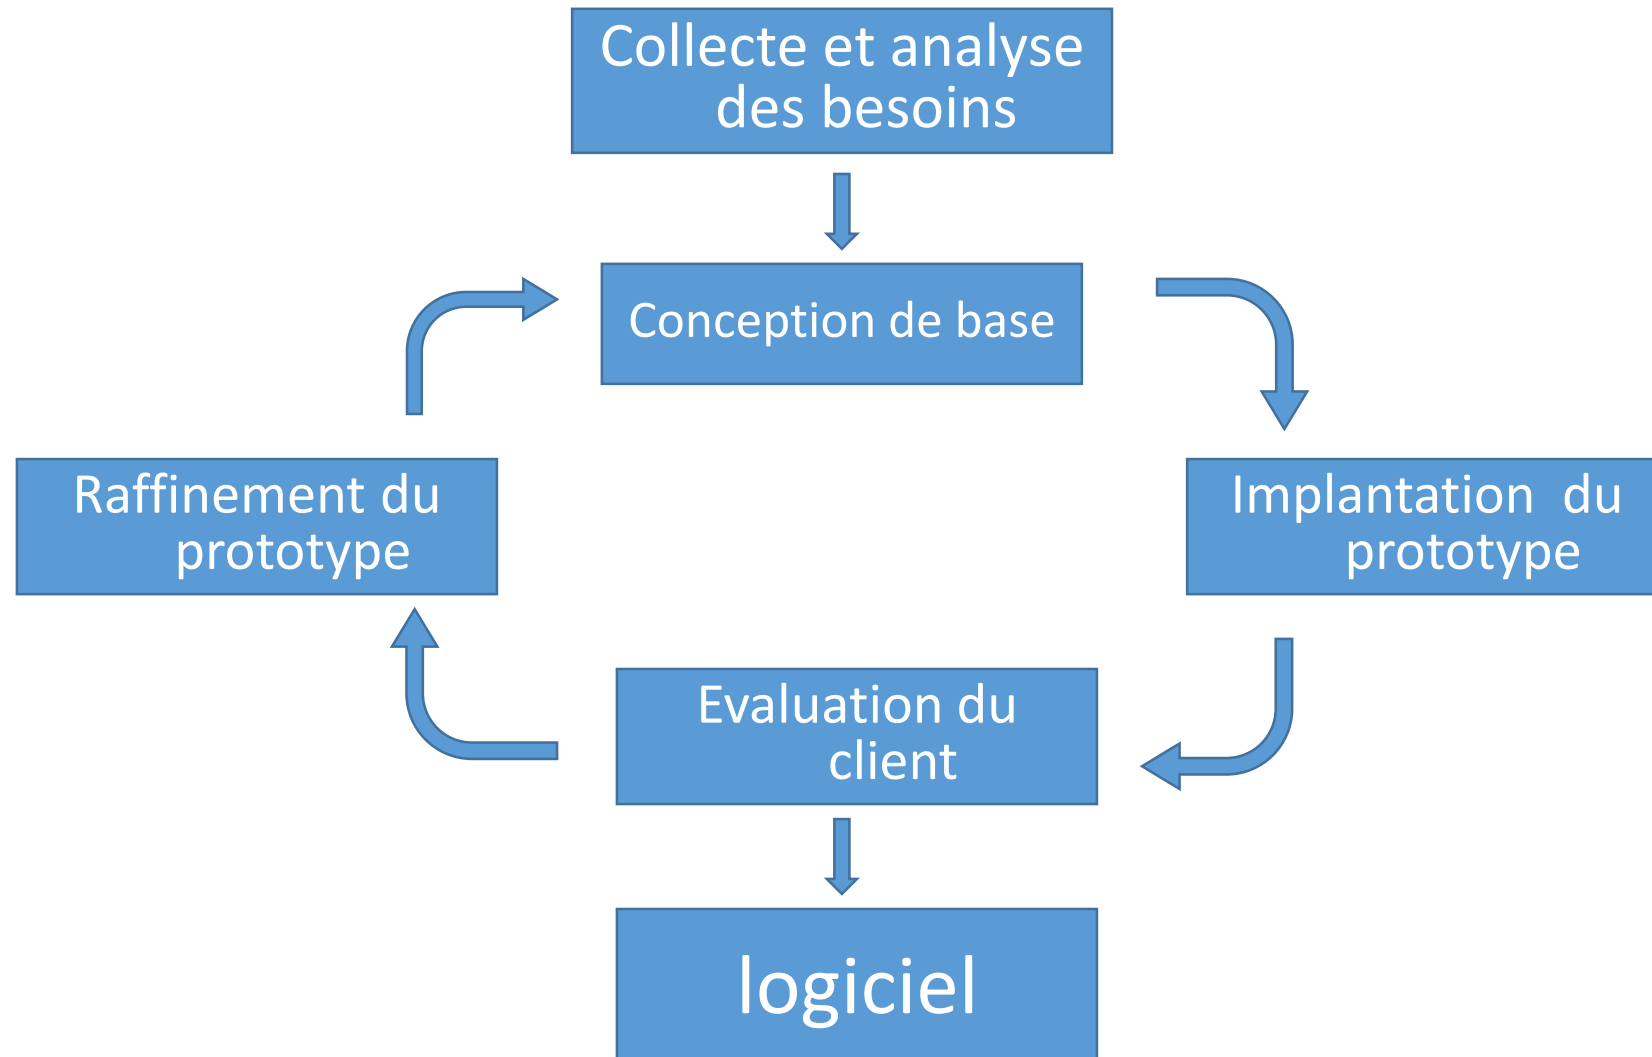 Collecte et analyse
des besoins
Conception de base
Raffinement du
prototype
Implantation  du
prototype
Evaluation du
client
logiciel